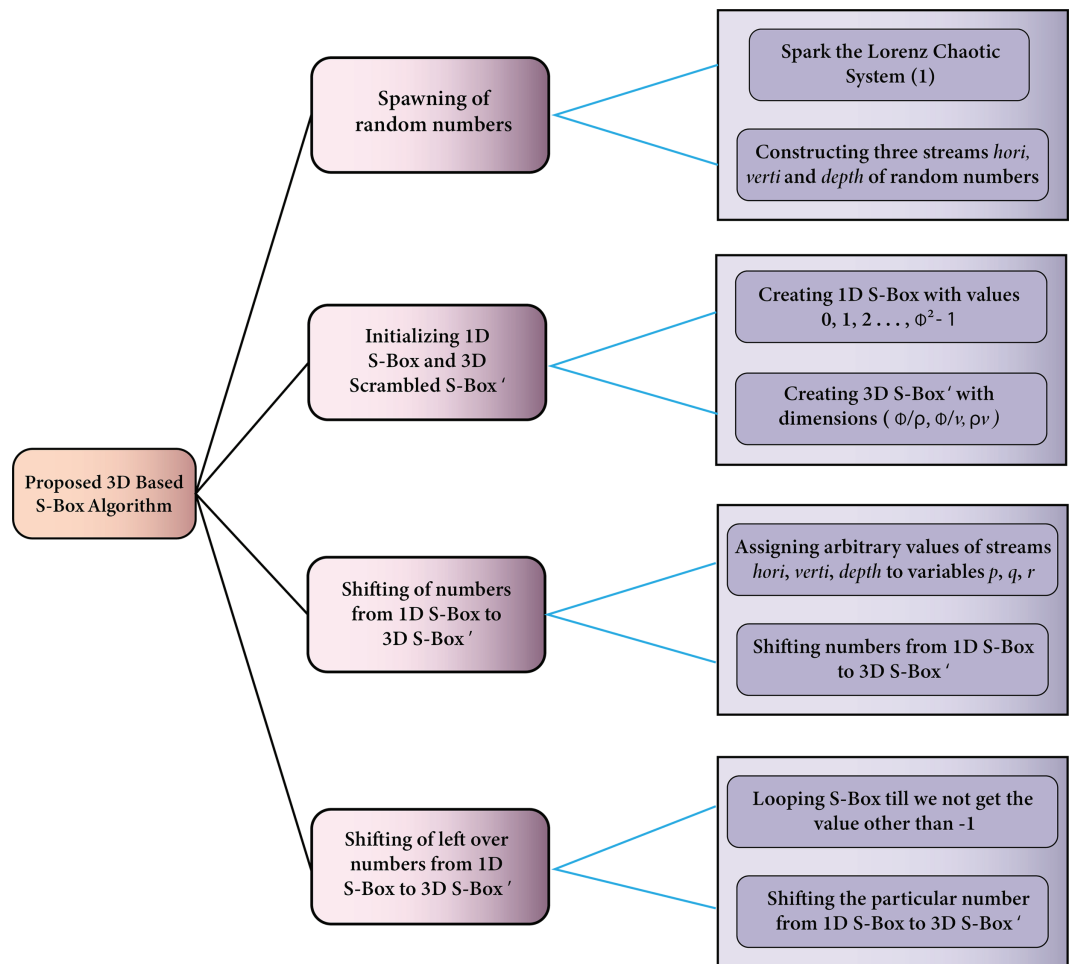 Proposed 3D Based
S-Box Algorithm
Spawning of
random numbers
Spark the Lorenz Chaotic
System (1)
Constructing three streams hori,
verti and depth of random numbers
Initializing 1D
S-Box and 3D
Scrambled S-Box ‘
Creating 1D S-Box with values
0, 1, 2 . . . , Φ²- 1
Creating 3D S-Box ‘ with
dimensions ( Φ/ρ, Φ/ν, ρν )
Shifting of numbers
from 1D S-Box to
3D S-Box ′
Assigning arbitrary values of streams
hori, verti, depth to variables p, q, r
Shifting numbers from 1D S-Box
to 3D S-Box ‘
Shifting of left over
numbers from 1D
S-Box to 3D S-Box ′
Looping S-Box till we not get the
value other than -1
Shifting the particular number
from 1D S-Box to 3D S-Box ‘